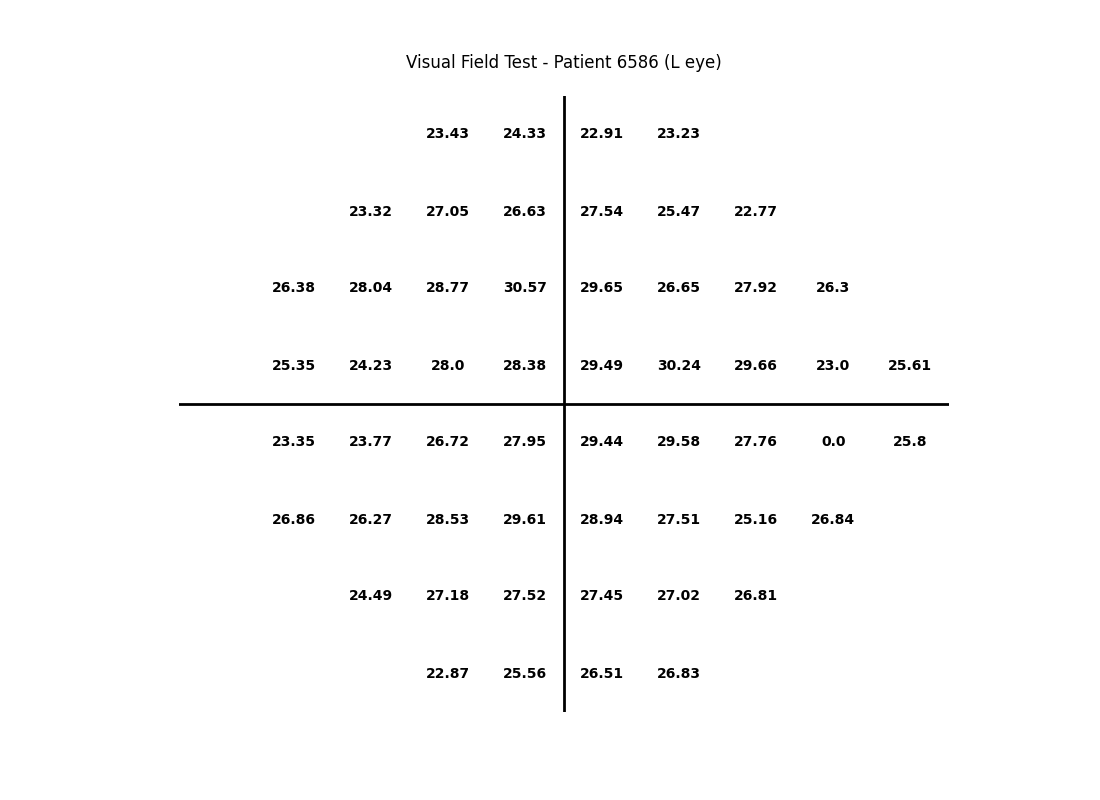 Visual Field Test - Patient 6586 (L eye)
23.43 24.33 22.91 23.23
23.32 27.05 26.63 27.54 25.47 22.77
26.38 28.04 28.77 30.57 29.65 26.65 27.92 26.3
25.35 24.23 28.0 28.38 29.49 30.24 29.66 23.0 25.61
23.35 23.77 26.72 27.95 29.44 29.58 27.76 0.0 25.8
26.86 26.27 28.53 29.61 28.94 27.51 25.16 26.84
24.49 27.18 27.52 27.45 27.02 26.81
22.87 25.56 26.51 26.83